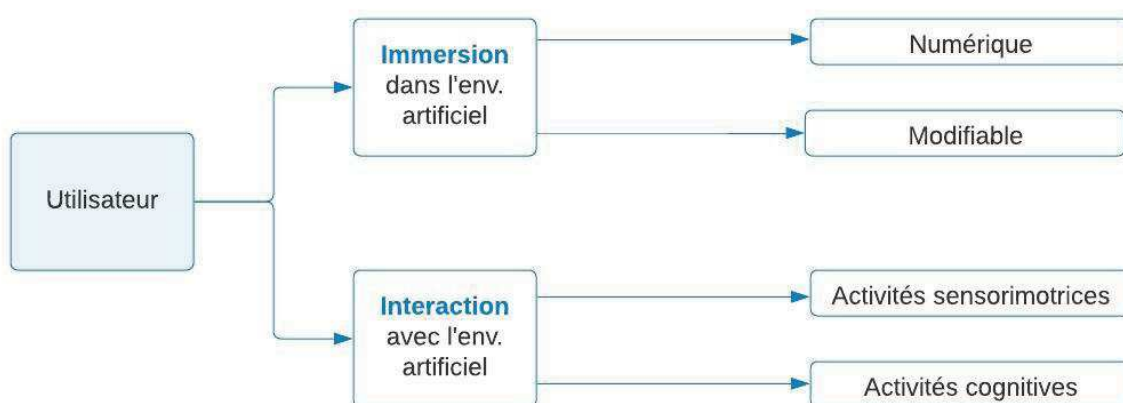 Utilisateur
Immersion
dans l'env.
artificiel
Numérique
Modifiable
Interaction
avec l'env.
artificiel
Activités sensorimotrices
Activités cognitives